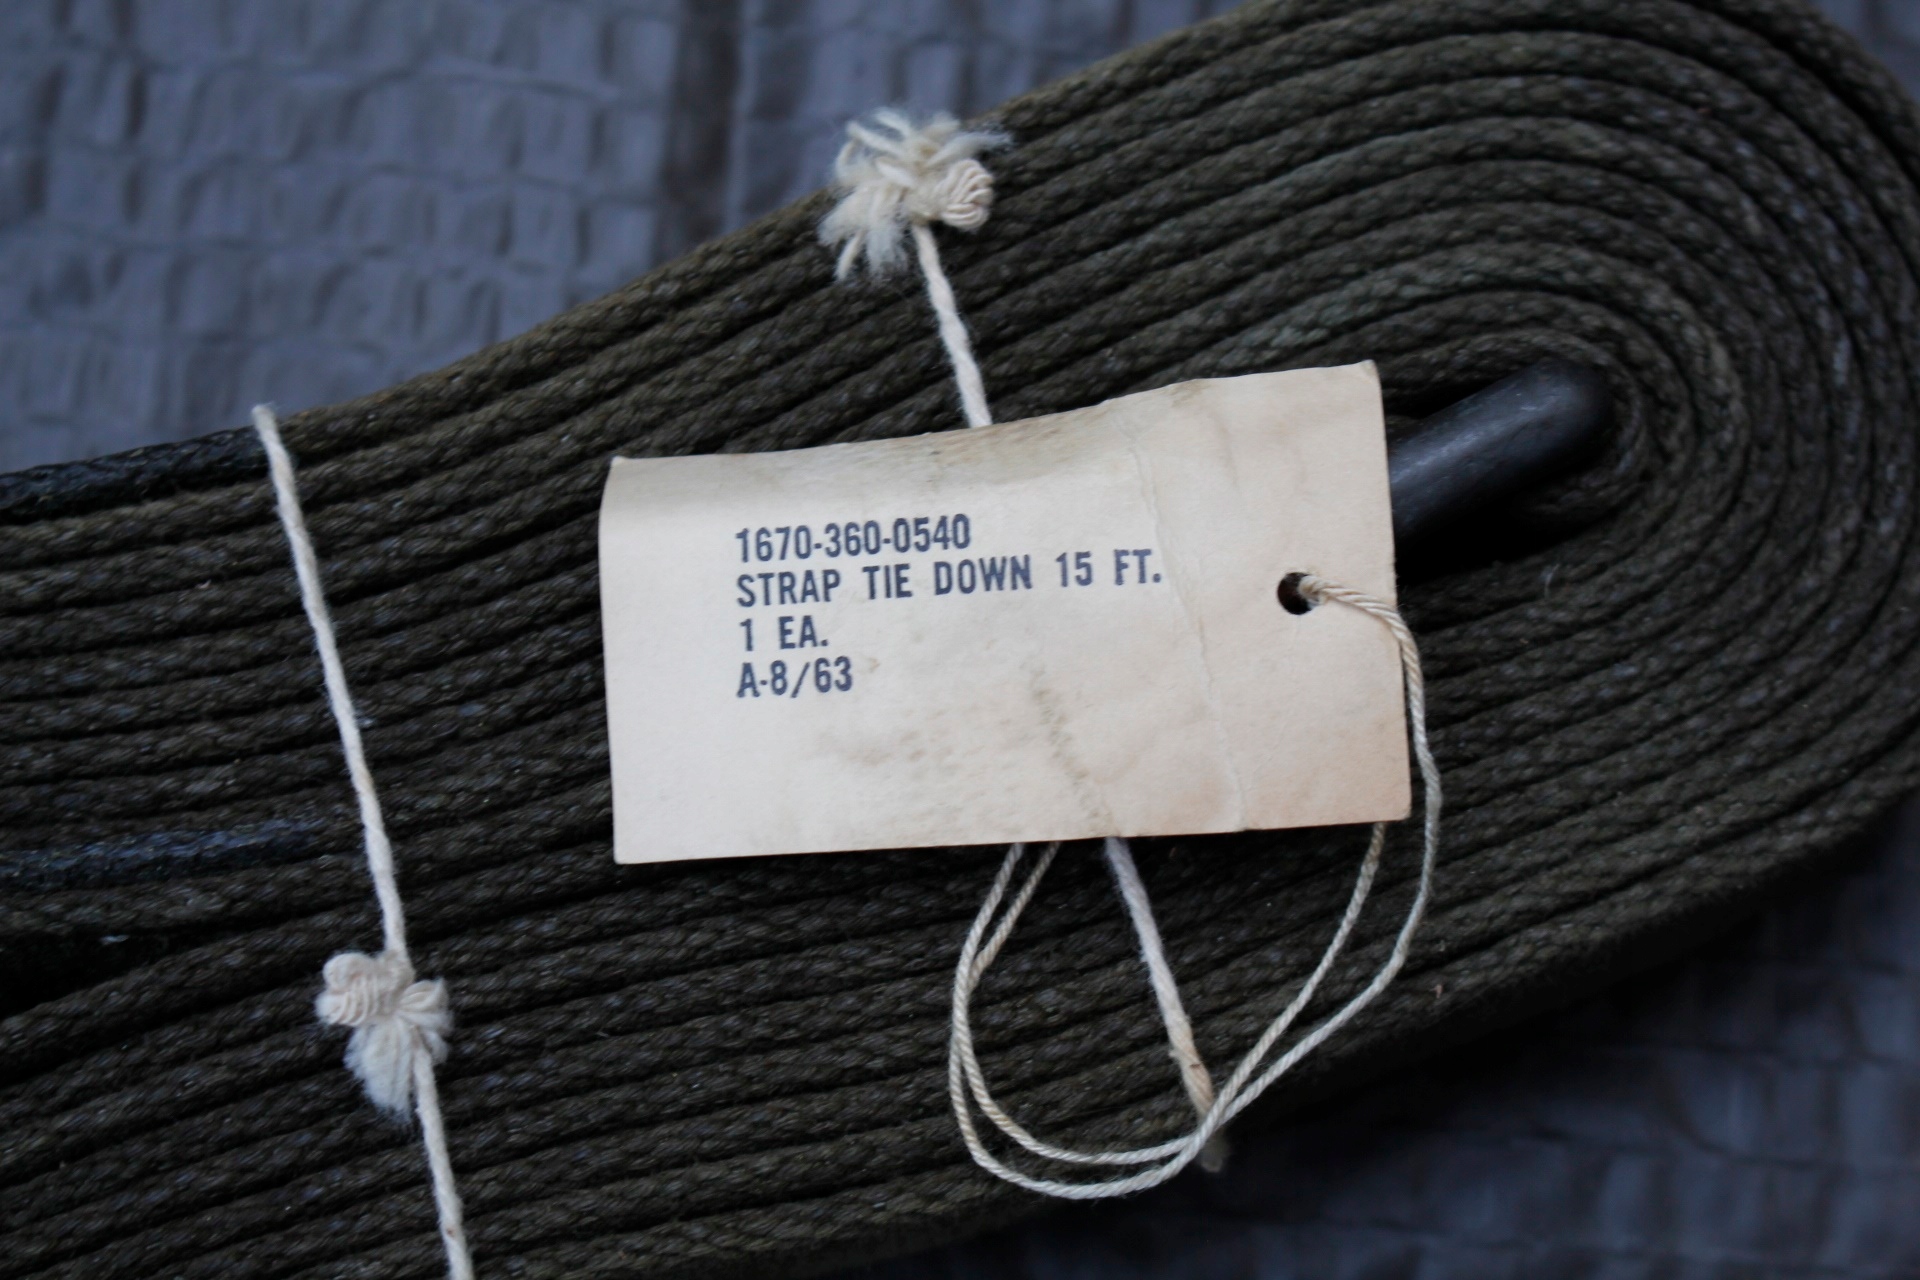 1670-360-0540
STRAP TIE DOWN 15 FT.
1 EA.
A-8/63